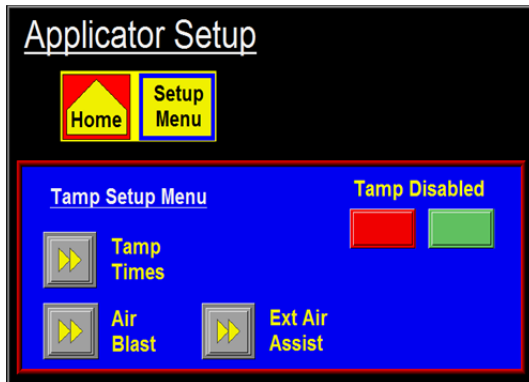 Applicator Setup
Home
Setup
Menu
Tamp Setup Menu
Tamp Disabled
Tamp
Times
Air
Blast
Ext Air
Assist